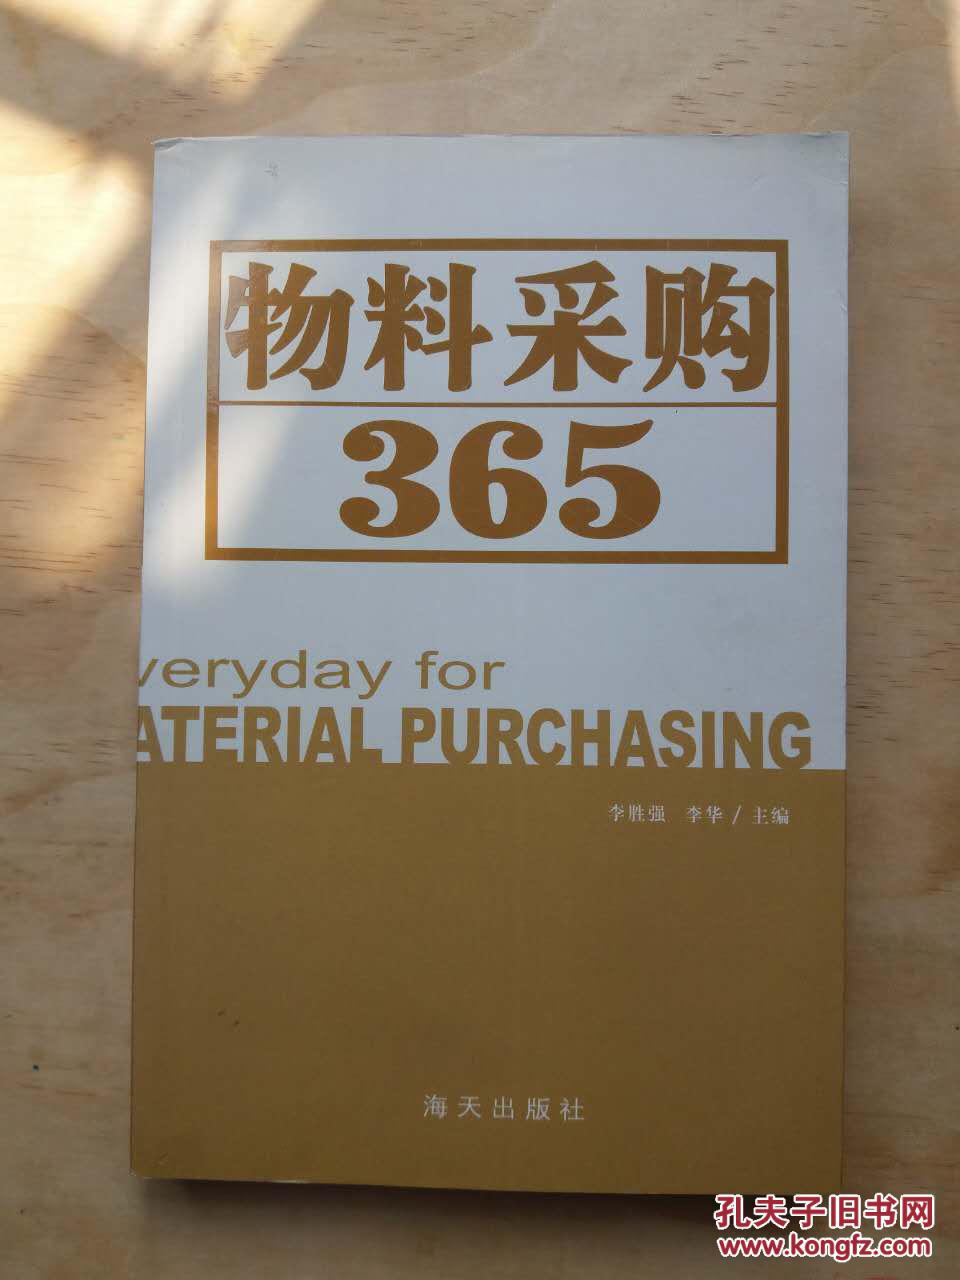 物料采购
365
veryday for
ATERIAL PURCHASING
李胜强 李华 / 主编
海天出版社
孔夫子旧书网
www.kongfz.com